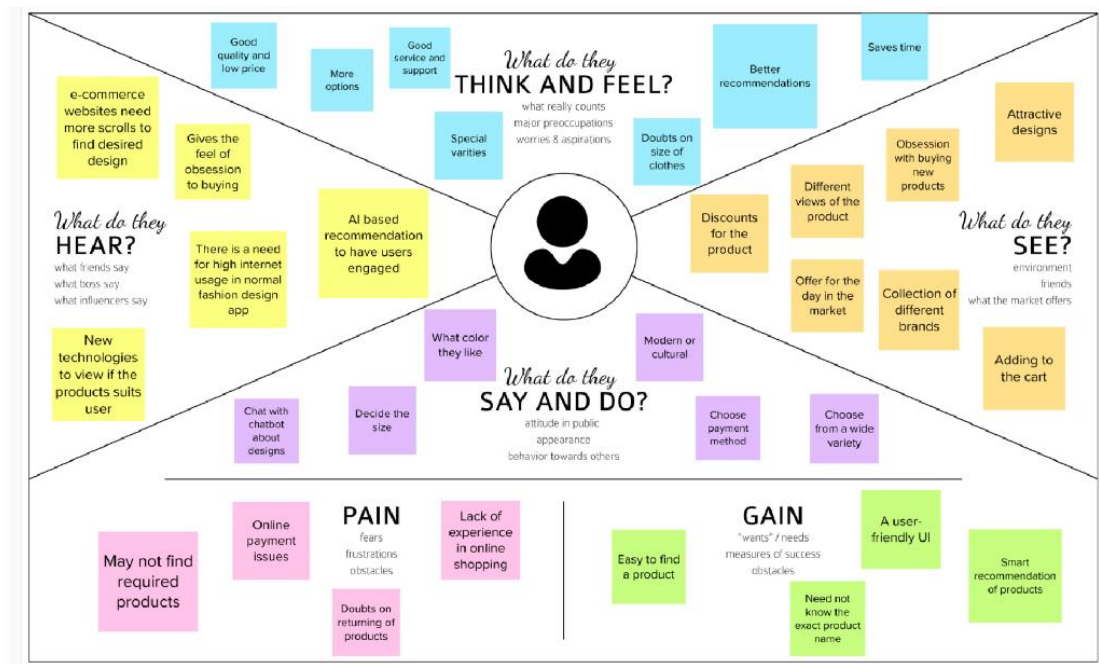 Good
quality and
low price
More
options
Good
service and
support
What do they
THINK AND FEEL?
what really counts
major preoccupations
worries & aspirations
Special
varities
Better
recommendations
Saves time
Doubts on
size of
clothes
e-commerce
websites need
more scrolls to
find desired
design
Gives the
feel of
obsession
to buying
What do they
HEAR?
what friends say
what boss say
what influencers say
There is a need
for high internet
usage in normal
fashion design
app
AI based
recommendation
to have users
engaged
New
technologies
to view if the
products suits
user
Attractive
designs
Obsession
with buying
new
products
Different
views of the
product
Discounts
for the
product
What do they
SEE?
environment
friends
what the market offers
Offer for the
day in the
market
Collection of
different
brands
Adding to
the cart
What color
they like
Modern or
cultural
What do they
SAY AND DO?
attitude in public
appearance
behavior towards others
Chat with
chatbot
about
designs
Decide the
size
Choose
payment
method
Choose
from a wide
variety
PAIN
fears
frustrations
obstacles
May not find
required
products
Online
payment
issues
Lack of
experience
in online
shopping
Doubts on
returning of
products
GAIN
"wants" / needs
measures of success
obstacles
Easy to find
a product
A user-
friendly UI
Need not
know the
exact product
name
Smart
recommendation
of products